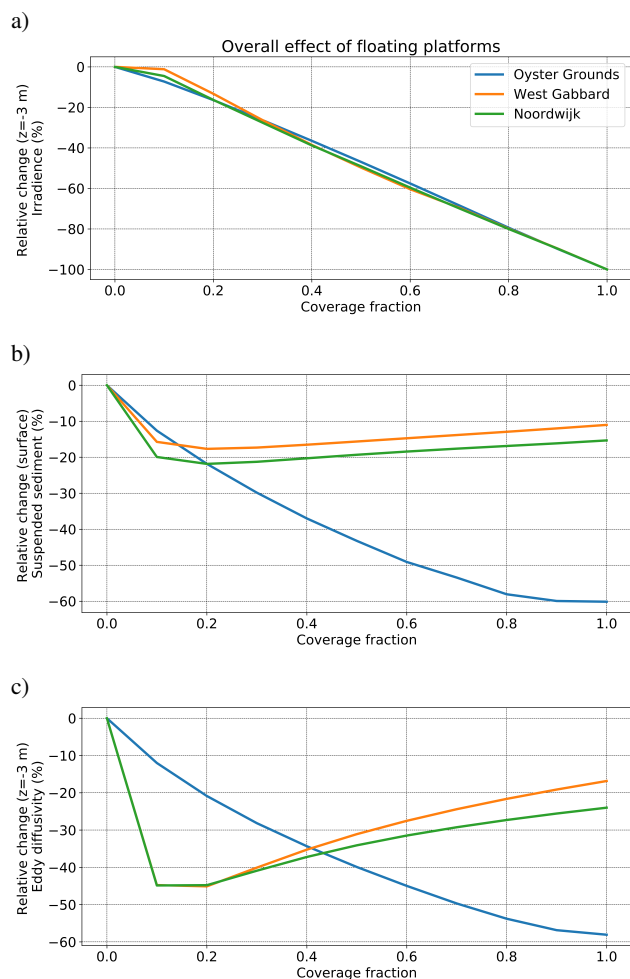 a)
Overall effect of floating platforms
Relative change (z=-3 m)
Irradience (%)
0
−20
−40
−60
−80
−100
Oyster Grounds
West Gabbard
Noordwijk
0.0 0.2 0.4 0.6 0.8 1.0
Coverage fraction
b)
Relative change (surface)
Suspended sediment (%)
0
−10
−20
−30
−40
−50
−60
0.0 0.2 0.4 0.6 0.8 1.0
Coverage fraction
c)
Relative change (z=-3 m)
Eddy diffusivity (%)
0
−10
−20
−30
−40
−50
−60
0.0 0.2 0.4 0.6 0.8 1.0
Coverage fraction